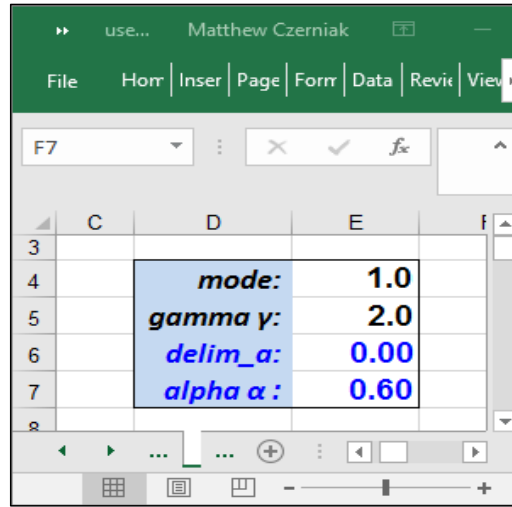 use... Matthew Czerniak
File Hom Inser Page Form Data Revie View
F7 fx
C D E F
3
4 mode: 1.0
5 gamma γ: 2.0
6 delim_a: 0.00
7 alpha α : 0.60
8
... ...